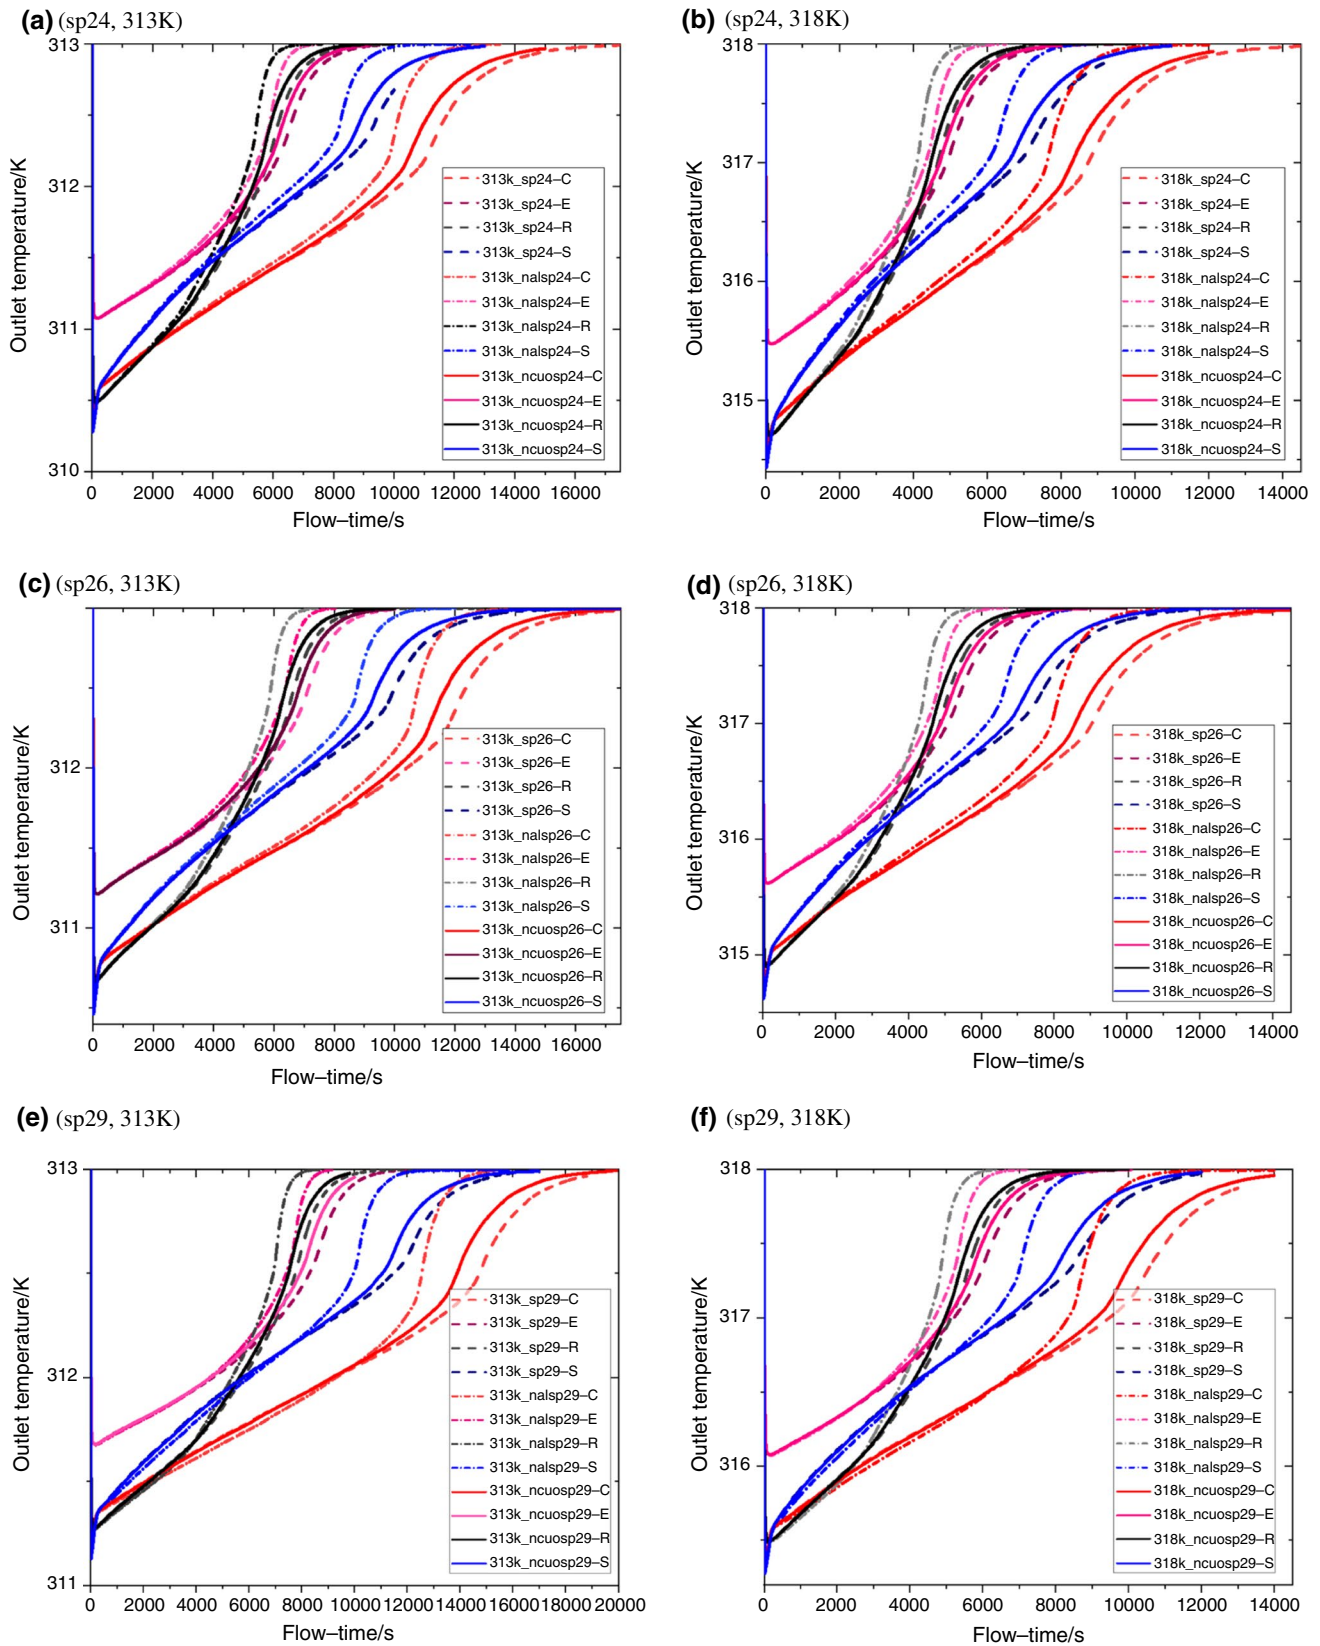 (a) (sp24, 313K)
313
312
311
310
Outlet temperature/K
313k_sp24–C
313k_sp24–E
313k_sp24–R
313k_sp24–S
313k_nalsp24–C
313k_nalsp24–E
313k_nalsp24–R
313k_nalsp24–S
313k_ncuosp24–C
313k_ncuosp24–E
313k_ncuosp24–R
313k_ncuosp24–S
0 2000 4000 6000 8000 10000 12000 14000 16000
Flow–time/s
(b) (sp24, 318K)
318
317
316
315
Outlet temperature/K
318k_sp24–C
318k_sp24–E
318k_sp24–R
318k_sp24–S
318k_nalsp24–C
318k_nalsp24–E
318k_nalsp24–R
318k_nalsp24–S
318k_ncuosp24–C
318k_ncuosp24–E
318k_ncuosp24–R
318k_ncuosp24–S
0 2000 4000 6000 8000 10000 12000 14000
Flow–time/s
(c) (sp26, 313K)
312
311
Outlet temperature/K
313k_sp26–C
313k_sp26–E
313k_sp26–R
313k_sp26–S
313k_nalsp26–C
313k_nalsp26–E
313k_nalsp26–R
313k_nalsp26–S
313k_ncuosp26–C
313k_ncuosp26–E
313k_ncuosp26–R
313k_ncuosp26–S
0 2000 4000 6000 8000 10000 12000 14000 16000
Flow–time/s
(d) (sp26, 318K)
318
317
316
315
Outlet temperature/K
318k_sp26–C
318k_sp26–E
318k_sp26–R
318k_sp26–S
318k_nalsp26–C
318k_nalsp26–E
318k_nalsp26–R
318k_nalsp26–S
318k_ncuosp26–C
318k_ncuosp26–E
318k_ncuosp26–R
318k_ncuosp26–S
0 2000 4000 6000 8000 10000 12000 14000
Flow–time/s
(e) (sp29, 313K)
313
312
311
Outlet temperature/K
313k_sp29–C
313k_sp29–E
313k_sp29–R
313k_sp29–S
313k_nalsp29–C
313k_nalsp29–E
313k_nalsp29–R
313k_nalsp29–S
313k_ncuosp29–C
313k_ncuosp29–E
313k_ncuosp29–R
313k_ncuosp29–S
0 2000 4000 6000 8000 10000 12000 14000 16000 18000 20000
Flow–time/s
(f) (sp29, 318K)
318
317
316
Outlet temperature/K
318k_sp29–C
318k_sp29–E
318k_sp29–R
318k_sp29–S
318k_nalsp29–C
318k_nalsp29–E
318k_nalsp29–R
318k_nalsp29–S
318k_ncuosp29–C
318k_ncuosp29–E
318k_ncuosp29–R
318k_ncuosp29–S
0 2000 4000 6000 8000 10000 12000 14000
Flow–time/s